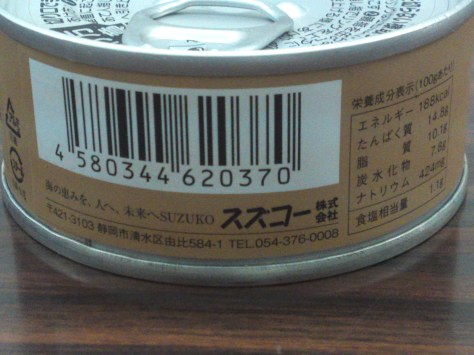 4 580344 620370
海の恵みを、人へ、未来へSUZUKO スズコー 株式会社
〒421-3103 静岡市清水区由比584-1 TEL.054-376-0008
栄養成分表示(100gあたり)
エネルギー 186kcal
たんぱく質 14.8g
脂質 10.1g
炭水化物 7.8g
ナトリウム 424mg
食塩相当量 1.1g